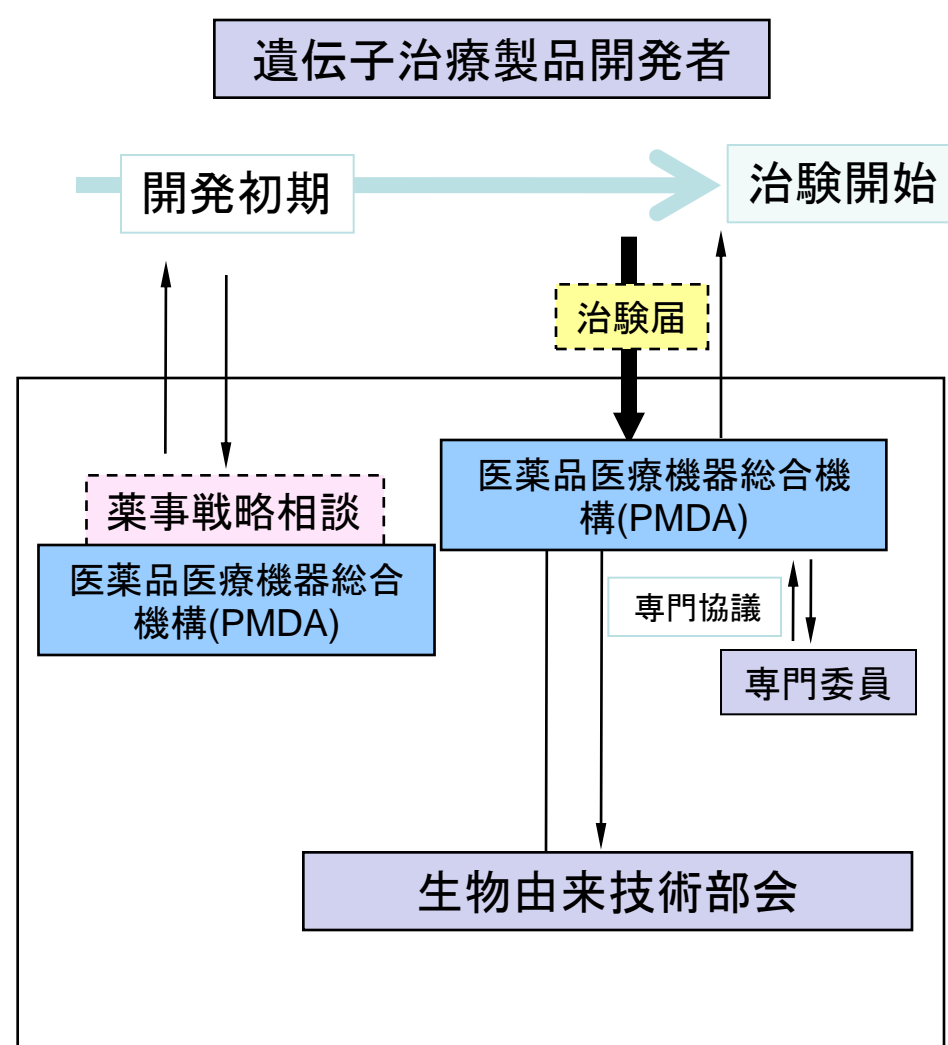 遺伝子治療製品開発者
開発初期
治験開始
治験届
薬事戦略相談
医薬品医療機器総合
機構(PMDA)
医薬品医療機器総合機
構(PMDA)
専門協議
専門委員
生物由来技術部会